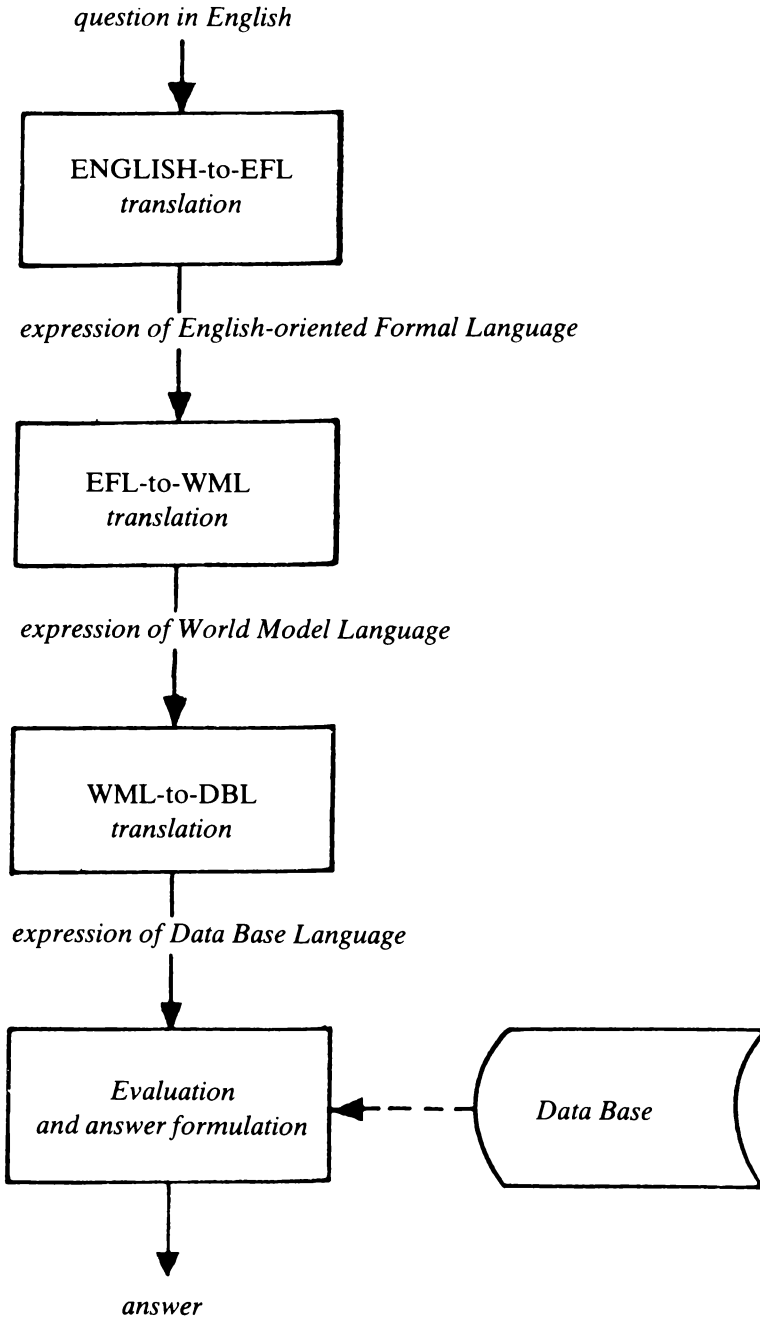 question in English
ENGLISH-to-EFL
translation
expression of English-oriented Formal Language
EFL-to-WML
translation
expression of World Model Language
WML-to-DBL
translation
expression of Data Base Language
Evaluation
and answer formulation
Data Base
answer